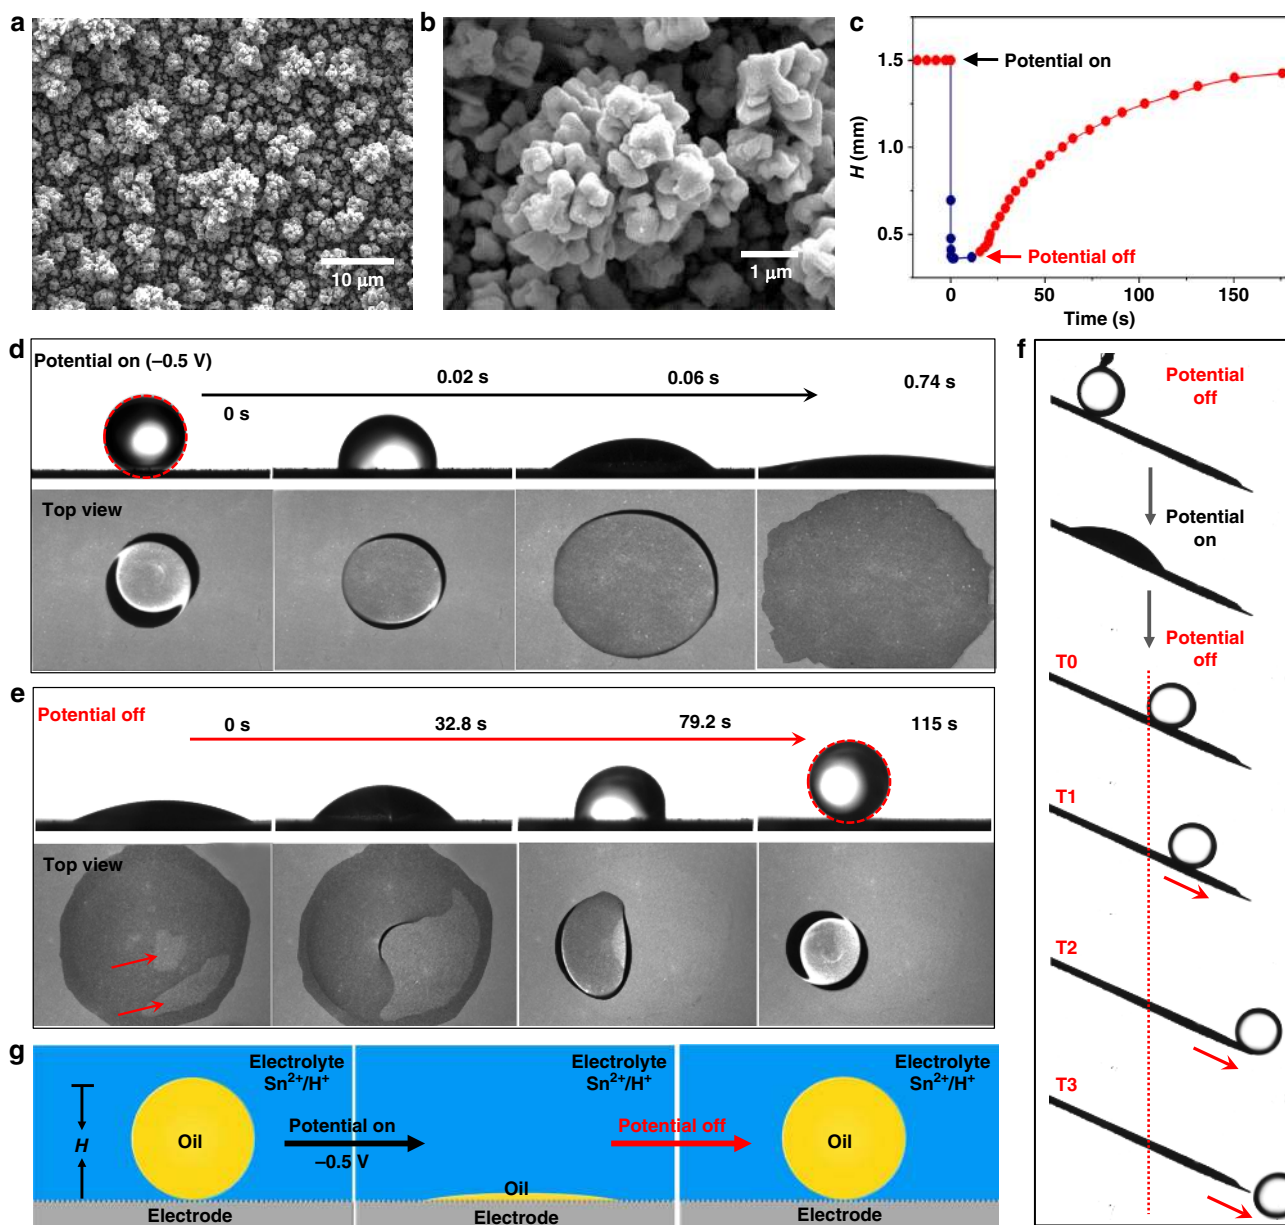 a
10 μm
b
1 μm
c
1.5
1.0
0.5
H (mm)
Potential on
Potential off
0
50
100
150
Time (s)
d
Potential on (–0.5 V)
0 s
0.02 s
0.06 s
0.74 s
Top view
e
Potential off
0 s
32.8 s
79.2 s
115 s
Top view
f
Potential
off
Potential
on
Potential
off
T0
T1
T2
T3
g
H
Oil
Electrolyte
Sn²⁺/H⁺
Potential on
–0.5 V
Electrode
Electrolyte
Sn²⁺/H⁺
Oil
Potential off
Electrode
Electrolyte
Sn²⁺/H⁺
Oil
Electrode